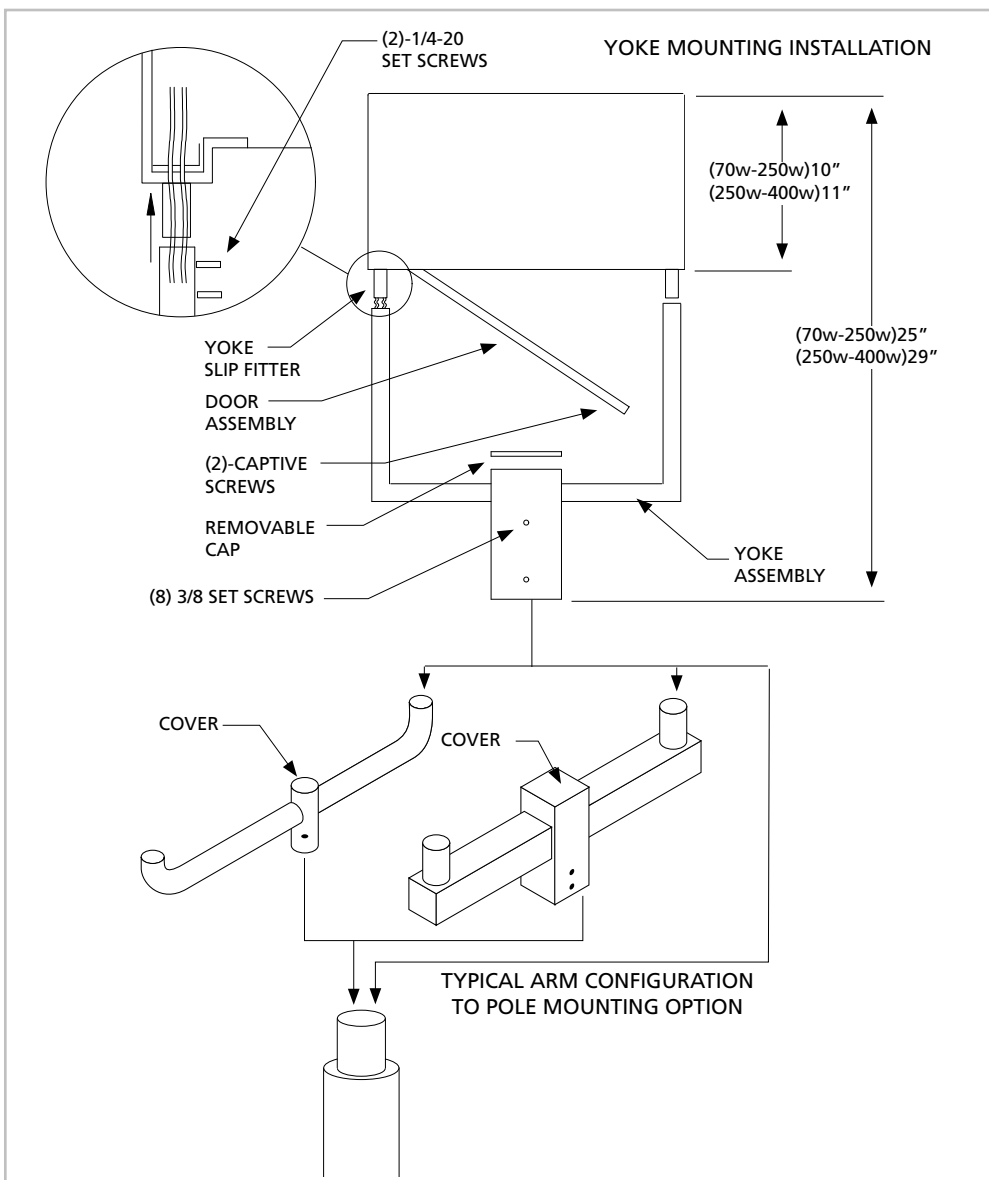 (2)-1/4-20
SET SCREWS
YOKE MOUNTING INSTALLATION
(70w-250w)10”
(250w-400w)11”
(70w-250w)25”
(250w-400w)29”
YOKE
SLIP FITTER
DOOR
ASSEMBLY
(2)-CAPTIVE
SCREWS
REMOVABLE
CAP
YOKE
ASSEMBLY
(8) 3/8 SET SCREWS
COVER
COVER
TYPICAL ARM CONFIGURATION
TO POLE MOUNTING OPTION